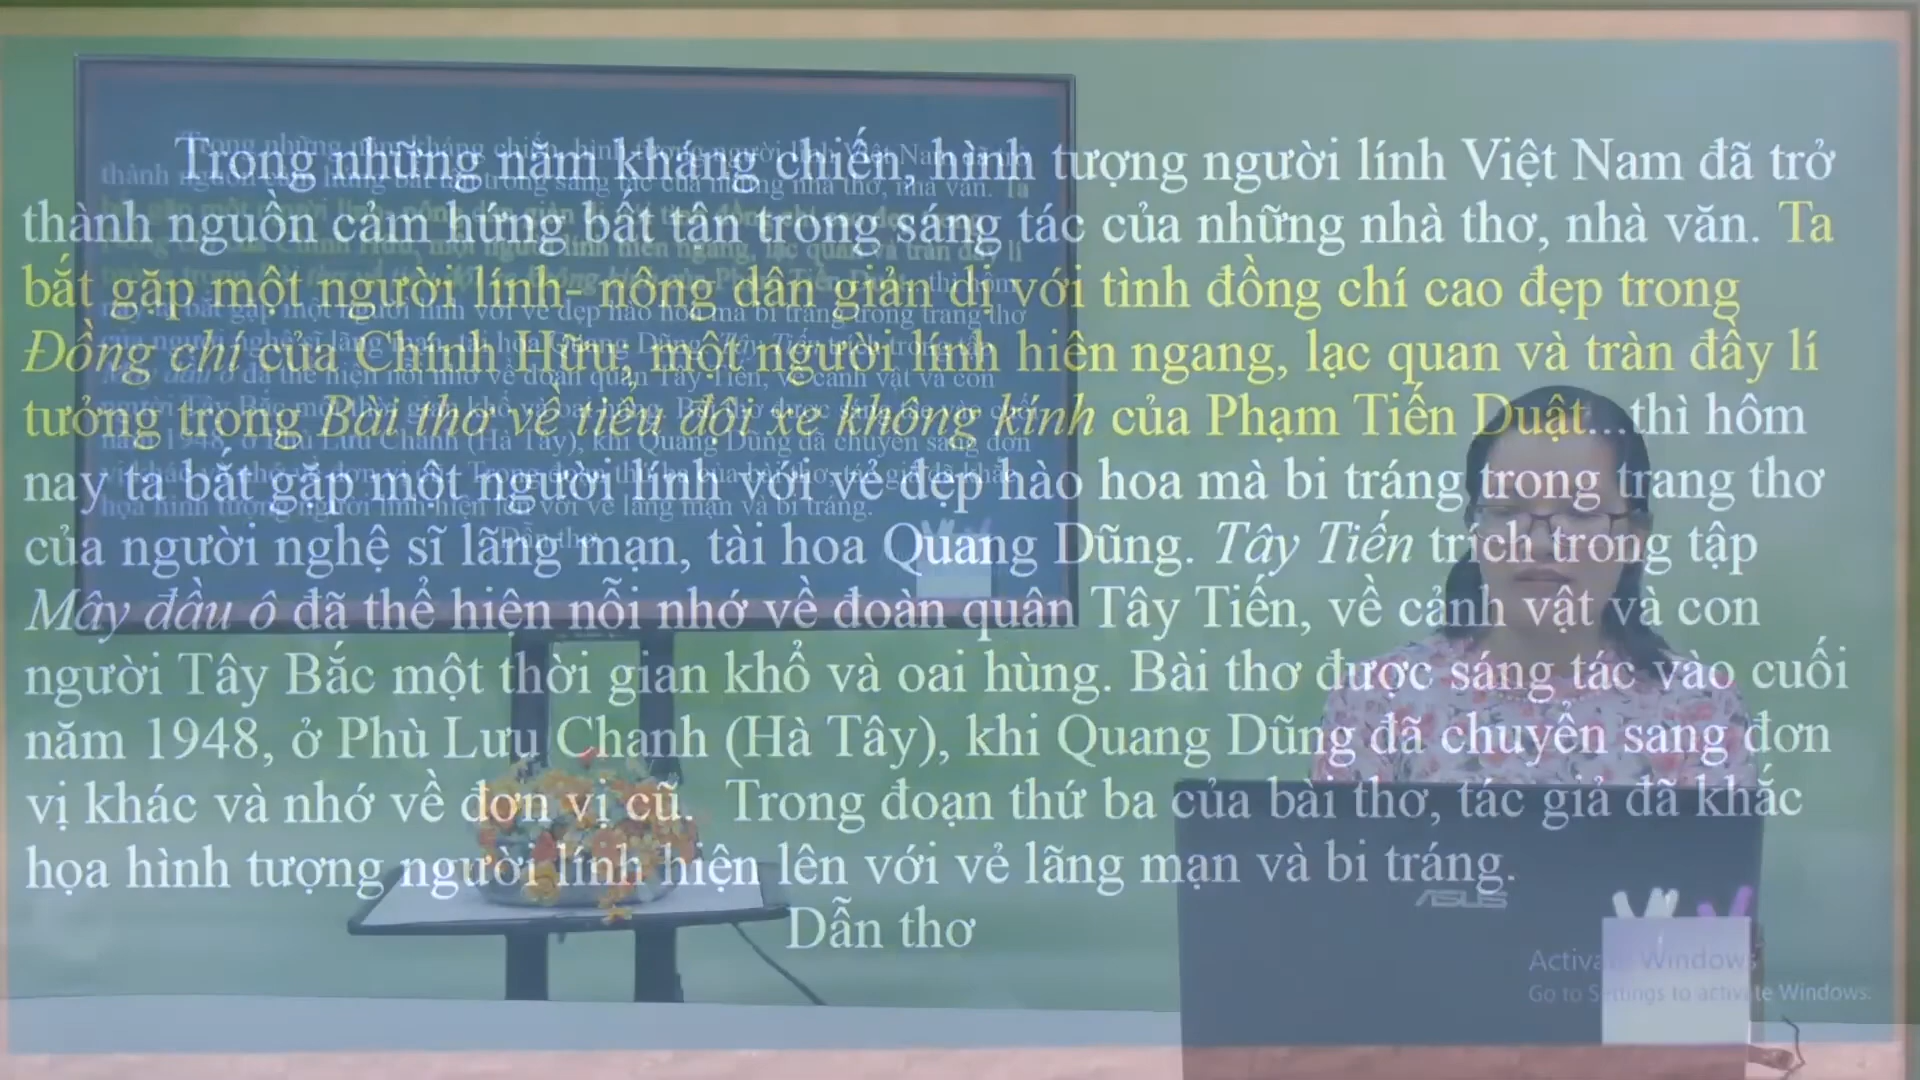 Trong những năm kháng chiến, hình tượng người lính Việt Nam đã trở
thành nguồn cảm hứng bất tận trong sáng tác của những nhà thơ, nhà văn. Ta
bắt gặp một người lính- nông dân giản dị với tình đồng chí cao đẹp trong
Đồng chí của Chính Hữu, một người lính hiên ngang, lạc quan và tràn đầy lí
tưởng trong Bài thơ về tiểu đội xe không kính của Phạm Tiến Duật...thì hôm
nay ta bắt gặp một người lính với vẻ đẹp hào hoa mà bi tráng trong trang thơ
của người nghệ sĩ lãng mạn, tài hoa Quang Dũng. Tây Tiến trích trong tập
Mây đầu ô đã thể hiện nỗi nhớ về đoàn quân Tây Tiến, về cảnh vật và con
người Tây Bắc một thời gian khổ và oai hùng. Bài thơ được sáng tác vào cuối
năm 1948, ở Phù Lưu Chanh (Hà Tây), khi Quang Dũng đã chuyển sang đơn
vị khác và nhớ về đơn vị cũ. Trong đoạn thứ ba của bài thơ, tác giả đã khắc
họa hình tượng người lính hiện lên với vẻ lãng mạn và bi tráng.
Dẫn thơ
ASUS
Activate Windows
Go to Settings to activate Windows.